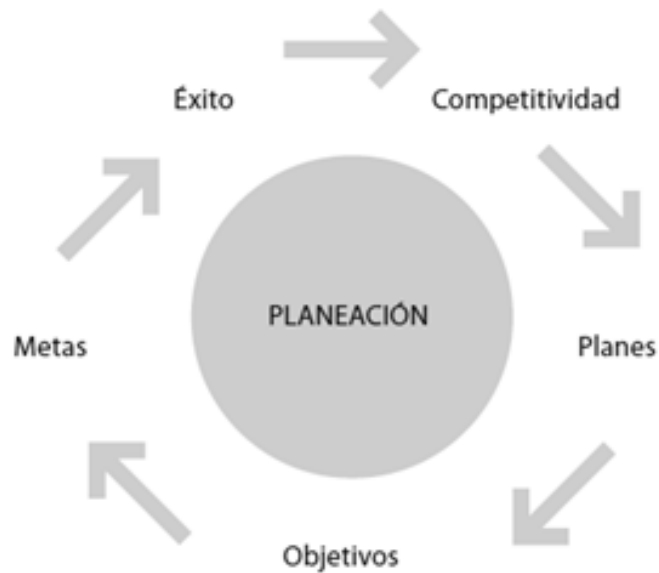 Éxito
Competitividad
PLANEACIÓN
Metas
Planes
Objetivos